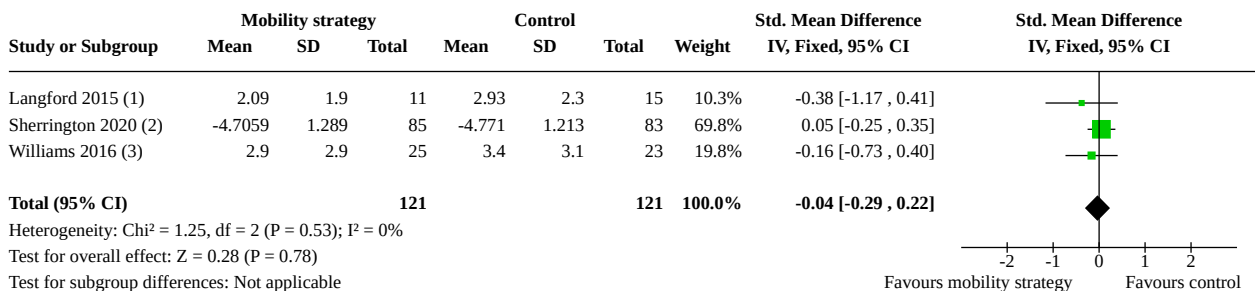 Mobility strategy Control Std. Mean Difference Std. Mean Difference
Study or Subgroup Mean SD Total Mean SD Total Weight IV, Fixed, 95% CI IV, Fixed, 95% CI
Langford 2015 (1) 2.09 1.9 11 2.93 2.3 15 10.3% -0.38 [-1.17 , 0.41]
Sherrington 2020 (2) -4.7059 1.289 85 -4.771 1.213 83 69.8% 0.05 [-0.25 , 0.35]
Williams 2016 (3) 2.9 2.9 25 3.4 3.1 23 19.8% -0.16 [-0.73 , 0.40]
Total (95% CI) 121 121 100.0% -0.04 [-0.29 , 0.22]
Heterogeneity: Chi² = 1.25, df = 2 (P = 0.53); I² = 0%
Test for overall effect: Z = 0.28 (P = 0.78)
-2 -1 0 1 2
Test for subgroup differences: Not applicable
Favours mobility strategy Favours control